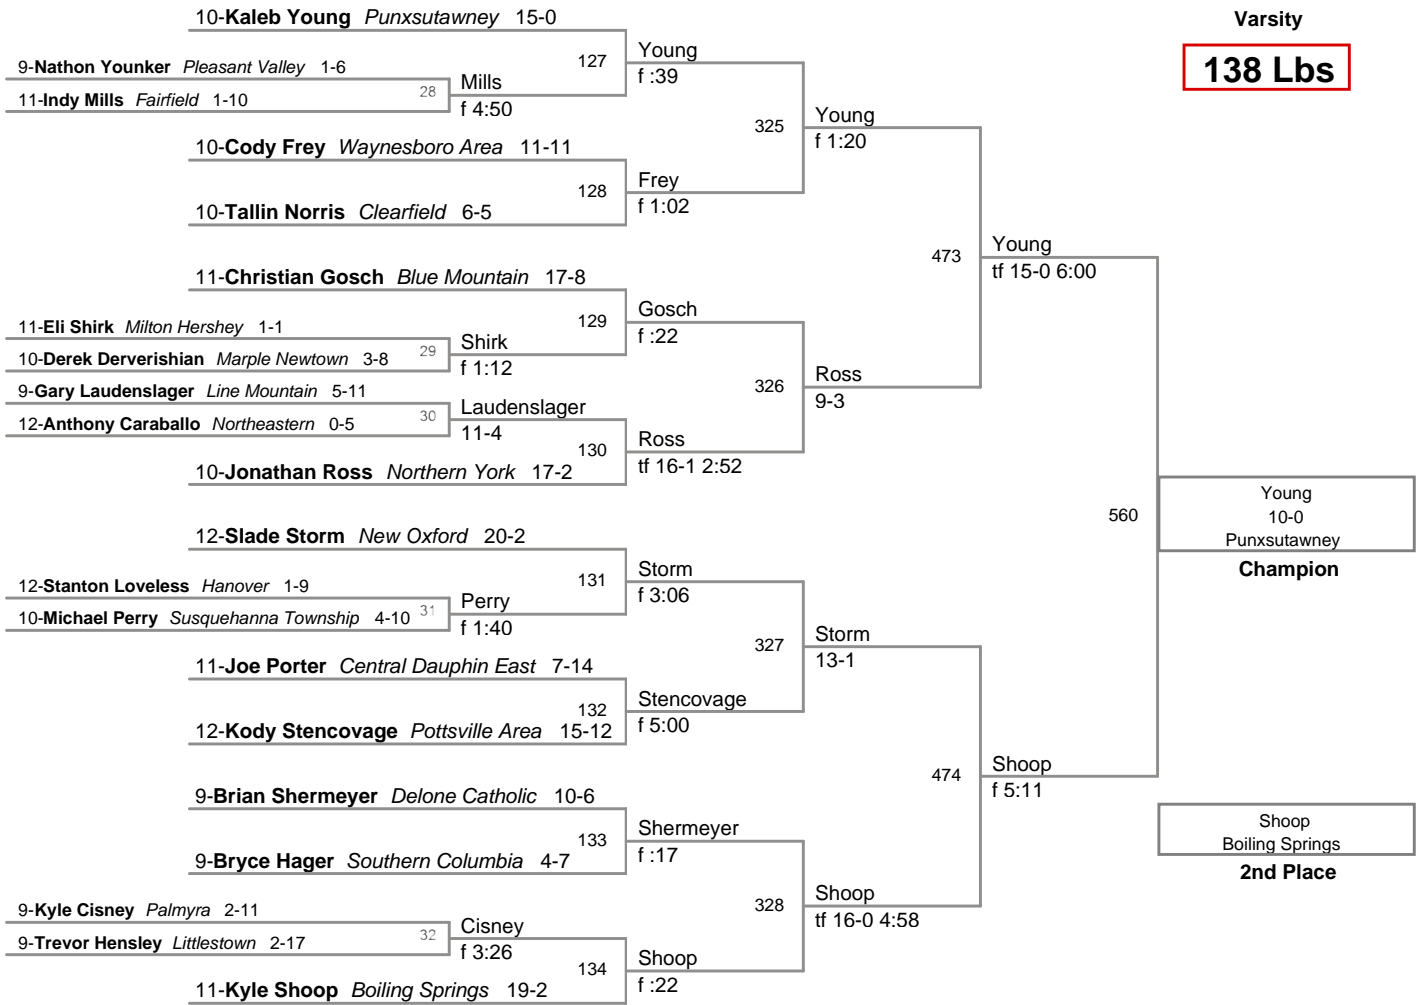 Varsity
138 Lbs
10-Kaleb Young Punxsutawney 15-0
127
Young
f :39
9-Nathon Younker Pleasant Valley 1-6
28
11-Indy Mills Fairfield 1-10
Mills
f 4:50
325
Young
f 1:20
10-Cody Frey Waynesboro Area 11-11
128
Frey
f 1:02
10-Tallin Norris Clearfield 6-5
473
Young
tf 15-0 6:00
11-Christian Gosch Blue Mountain 17-8
129
Gosch
f :22
11-Eli Shirk Milton Hershey 1-1
29
10-Derek Derverishian Marple Newtown 3-8
Shirk
f 1:12
326
Ross
9-3
9-Gary Laudenslager Line Mountain 5-11
30
12-Anthony Caraballo Northeastern 0-5
Laudenslager
11-4
130
Ross
tf 16-1 2:52
10-Jonathan Ross Northern York 17-2
560
Young
10-0
Punxsutawney
Champion
12-Slade Storm New Oxford 20-2
131
Storm
f 3:06
12-Stanton Loveless Hanover 1-9
31
10-Michael Perry Susquehanna Township 4-10
Perry
f 1:40
327
Storm
13-1
11-Joe Porter Central Dauphin East 7-14
132
Stencovage
f 5:00
12-Kody Stencovage Pottsville Area 15-12
474
Shoop
f 5:11
9-Brian Shermeyer Delone Catholic 10-6
133
Shermeyer
f :17
9-Bryce Hager Southern Columbia 4-7
328
Shoop
tf 16-0 4:58
9-Kyle Cisney Palmyra 2-11
32
9-Trevor Hensley Littlestown 2-17
Cisney
f 3:26
134
Shoop
f :22
11-Kyle Shoop Boiling Springs 19-2
Shoop
Boiling Springs
2nd Place